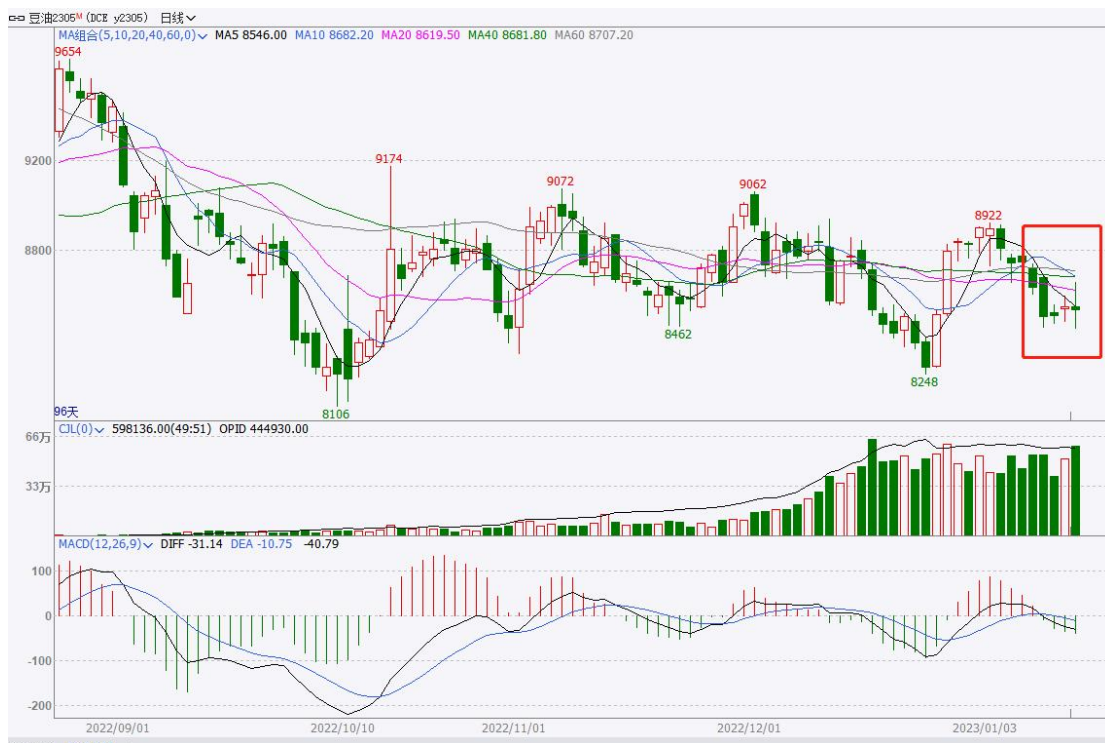 豆油2305M (DCE y2305) 日线
MA组合(5,10,20,40,60,0) MA5 8546.00 MA10 8682.20 MA20 8619.50 MA40 8681.80 MA60 8707.20
9654
9174
9200
9072
9062
8922
8800
8462
8248
8106
96天
CJL(0) 598136.00(49:51) OPID 444930.00
66万
33万
MACD(12,26,9) DIFF -31.14 DEA -10.75 -40.79
100
0
-100
-200
2022/09/01 2022/10/10 2022/11/01 2022/12/01 2023/01/03